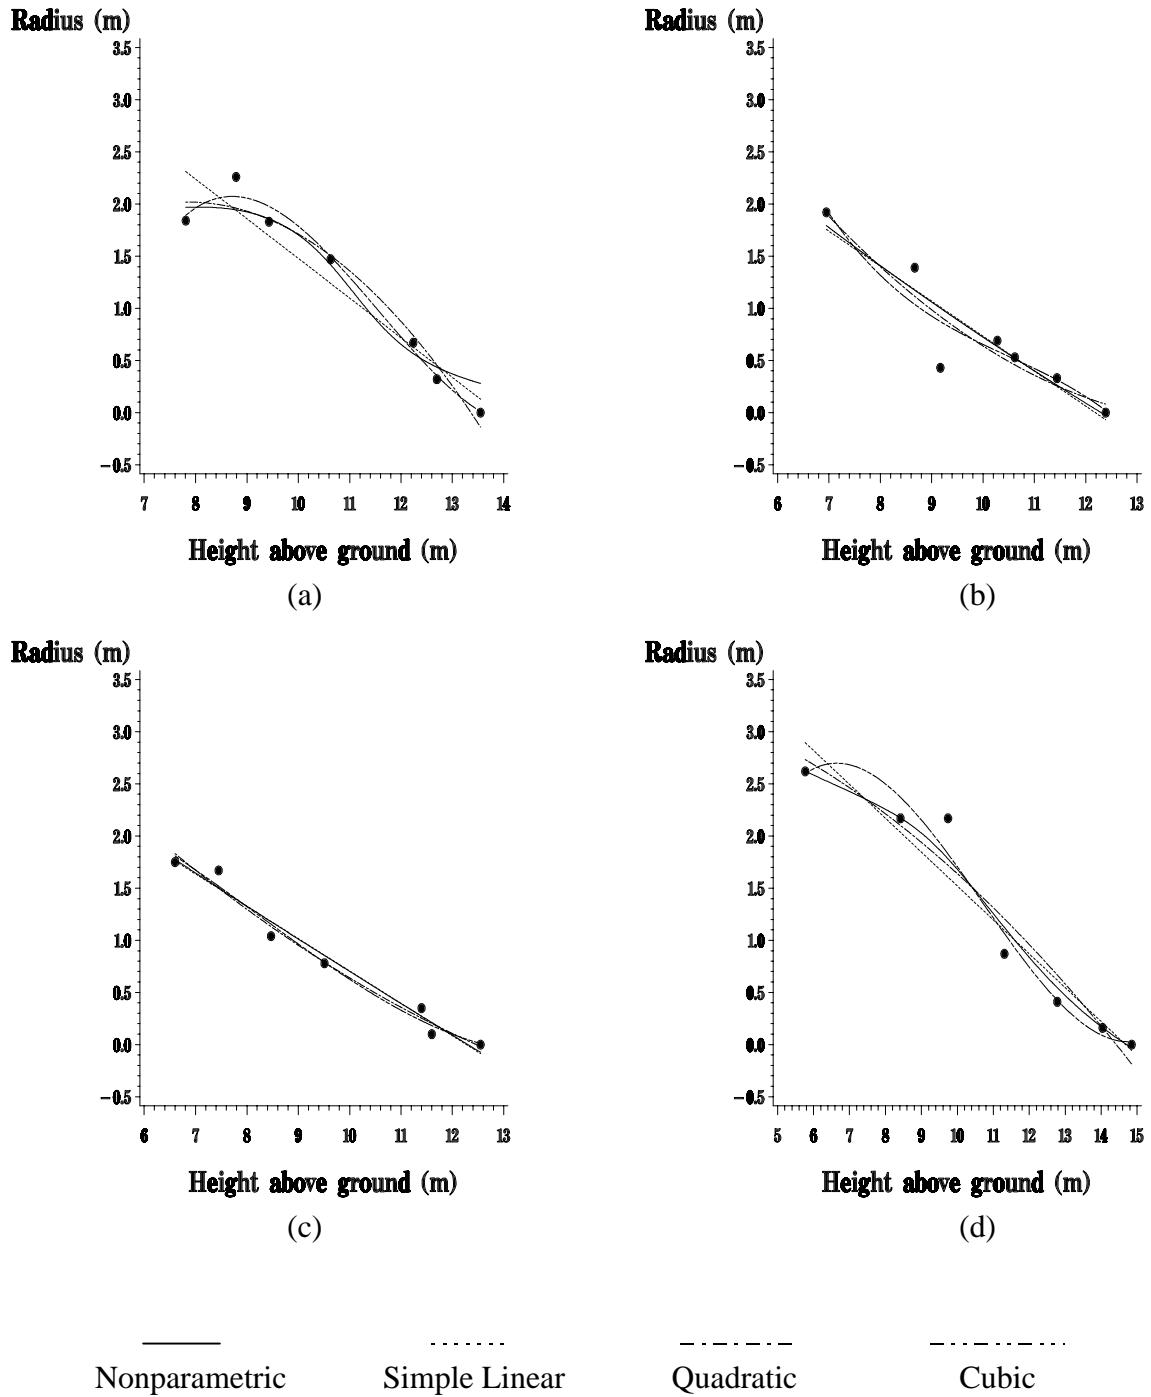 Radius (m)
3.5
3.0
2.5
2.0
1.5
1.0
0.5
0.0
−0.5
7 8 9 10 11 12 13 14
Height above ground (m)
(a)
Radius (m)
3.5
3.0
2.5
2.0
1.5
1.0
0.5
0.0
−0.5
6 7 8 9 10 11 12 13
Height above ground (m)
(b)
Radius (m)
3.5
3.0
2.5
2.0
1.5
1.0
0.5
0.0
−0.5
6 7 8 9 10 11 12 13
Height above ground (m)
(c)
Radius (m)
3.5
3.0
2.5
2.0
1.5
1.0
0.5
0.0
−0.5
5 6 7 8 9 10 11 12 13 14 15
Height above ground (m)
(d)
Nonparametric Simple Linear Quadratic Cubic